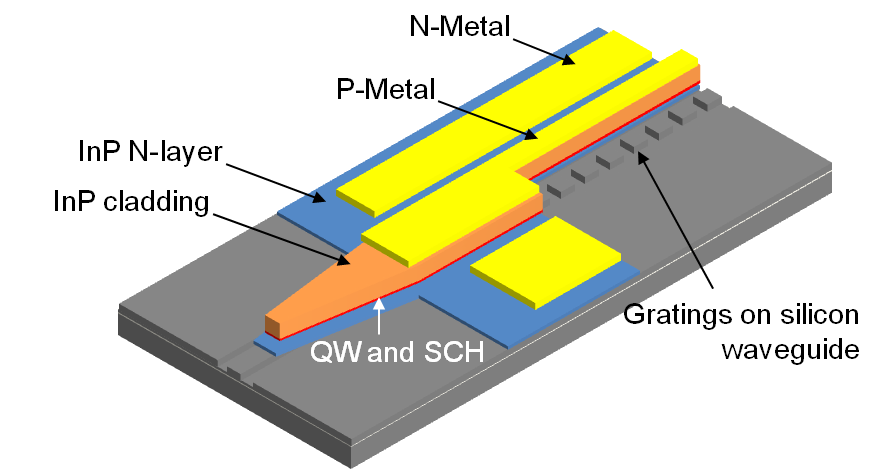 N-Metal
P-Metal
InP N-layer
InP cladding
QW and SCH
Gratings on silicon
waveguide